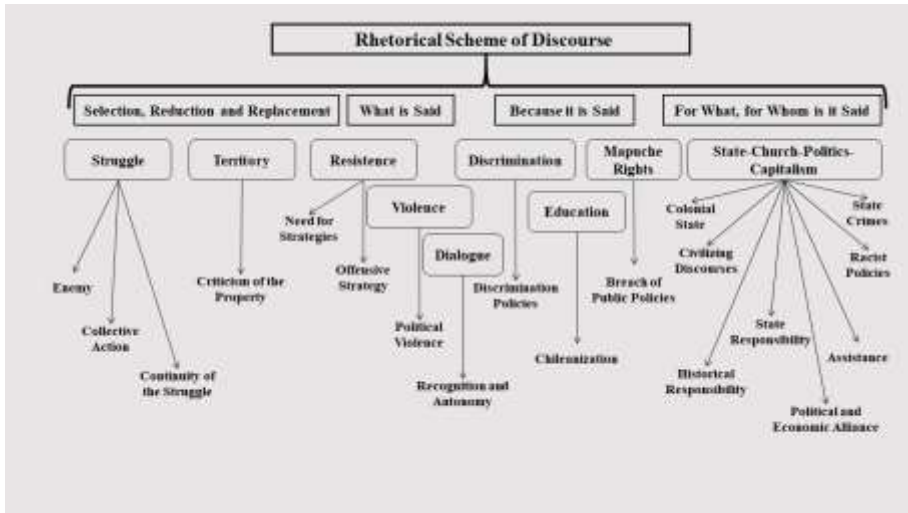 Rhetorical Scheme of Discourse
Selection, Reduction and Replacement
What is Said
Because it is Said
For What, for Whom is it Said
Struggle
Territory
Resistence
Discrimination
Mapuche
Rights
State-Church-Politics-
Capitalism
Violence
Education
Dialogue
Need for
Strategies
Colonial
State
State
Crimes
Enemy
Criticism of the
Property
Offensive
Strategy
Discrimination
Policies
Breach of
Public Policies
Civilizing
Discourses
Racist
Policies
Collective
Action
Political
Violence
State
Responsibility
Chileanization
Assistance
Continuity of
the Struggle
Recognition and
Autonomy
Historical
Responsibility
Political and
Economic Alliance